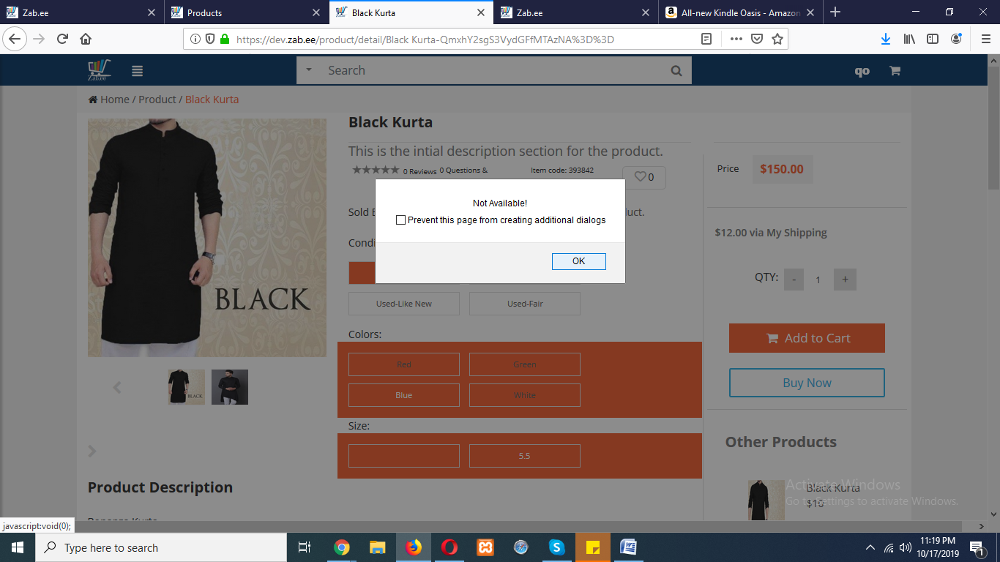 Zab.ee
Products
Black Kurta
Zab.ee
All-new Kindle Oasis - Amazon
https://dev.zab.ee/product/detail/Black Kurta-QmxhY2sgS3VydGFfMTAzNA%3D%3D
Zab.ee
Search
qo
Home / Product / Black Kurta
Black Kurta
This is the intial description section for the product.
0 Reviews 0 Questions &
Item code: 393842
0
Price $150.00
Not Available!
Prevent this page from creating additional dialogs
OK
Sold
uct.
Condi
$12.00 via My Shipping
QTY: - 1 +
BLACK
Used-Like New
Used-Fair
Colors:
Red
Green
Blue
White
Add to Cart
Buy Now
BLACK
Size:
5.5
Other Products
Product Description
Black Kurta
$10
Activate Windows
Go to Settings to activate Windows.
Bonanza Kurta
javascript:void(0);
Type here to search
11:19 PM
10/17/2019
1